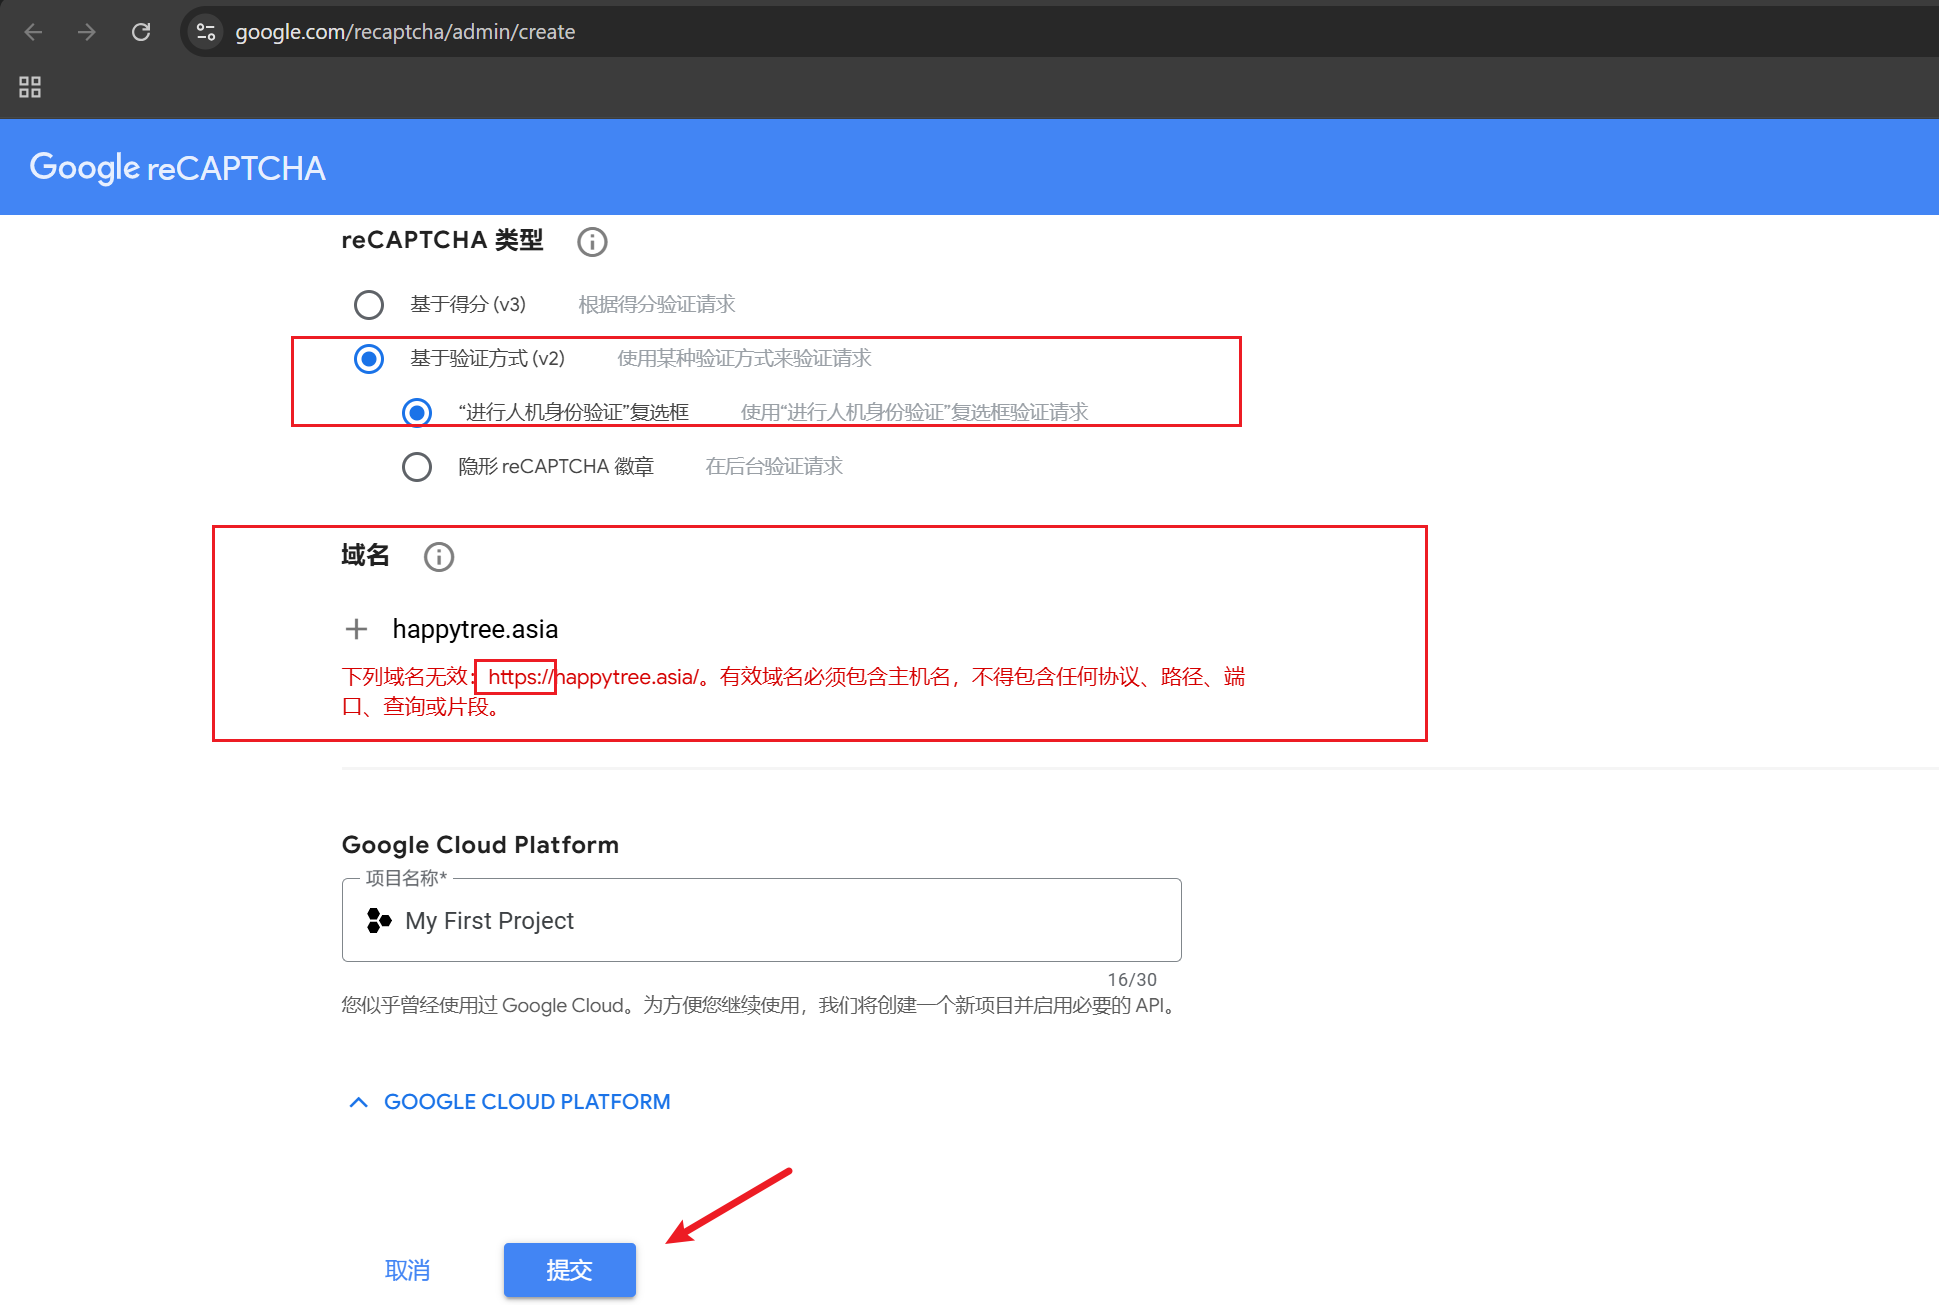 google.com/recaptcha/admin/create
Google reCAPTCHA
reCAPTCHA 类型
基于得分 (v3) 根据得分验证请求
基于验证方式 (v2) 使用某种验证方式来验证请求
“进行人机身份验证”复选框 使用“进行人机身份验证”复选框验证请求
隐形 reCAPTCHA 徽章 在后台验证请求
域名
happytree.asia
下列域名无效：https://happytree.asia/。有效域名必须包含主机名，不得包含任何协议、路径、端
口、查询或片段。
Google Cloud Platform
项目名称*
My First Project
16/30
您似乎曾经使用过 Google Cloud。为方便您继续使用，我们将创建一个新项目并启用必要的 API。
GOOGLE CLOUD PLATFORM
取消 提交